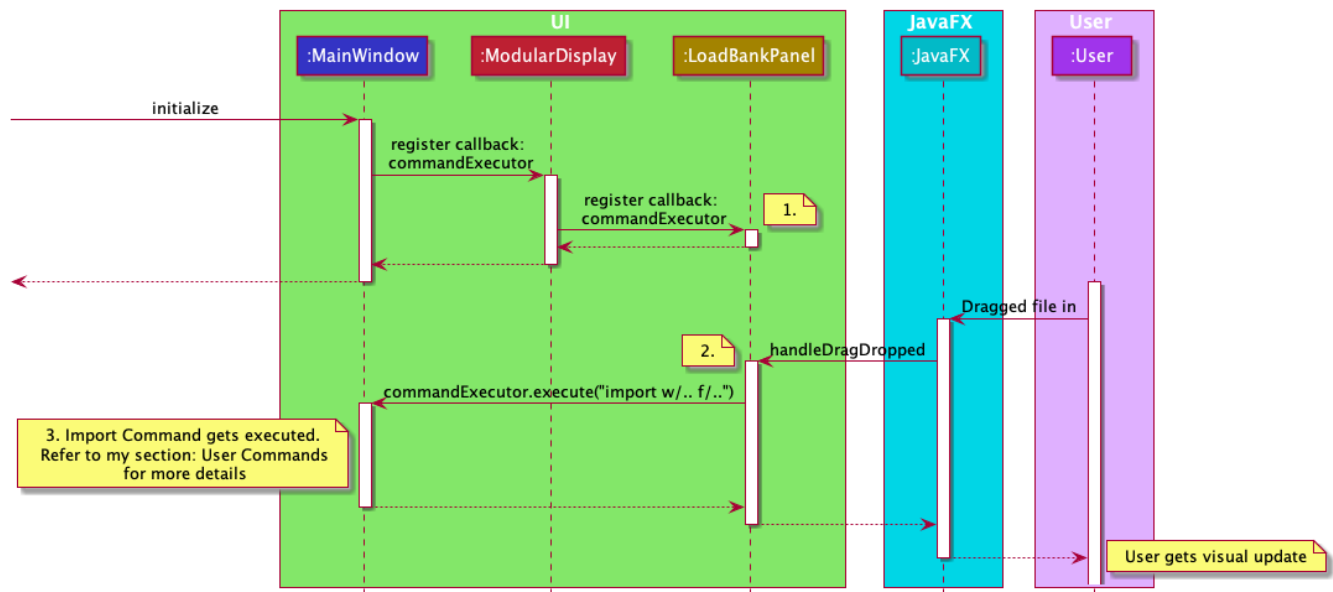 UI
JavaFX
User
:MainWindow
:ModularDisplay
:LoadBankPanel
:JavaFX
:User
initialize
register callback:
commandExecutor
register callback:
commandExecutor
1.
Dragged file in
2.
handleDragDropped
commandExecutor.execute("import w/.. f/..")
3. Import Command gets executed.
Refer to my section: User Commands
for more details
User gets visual update